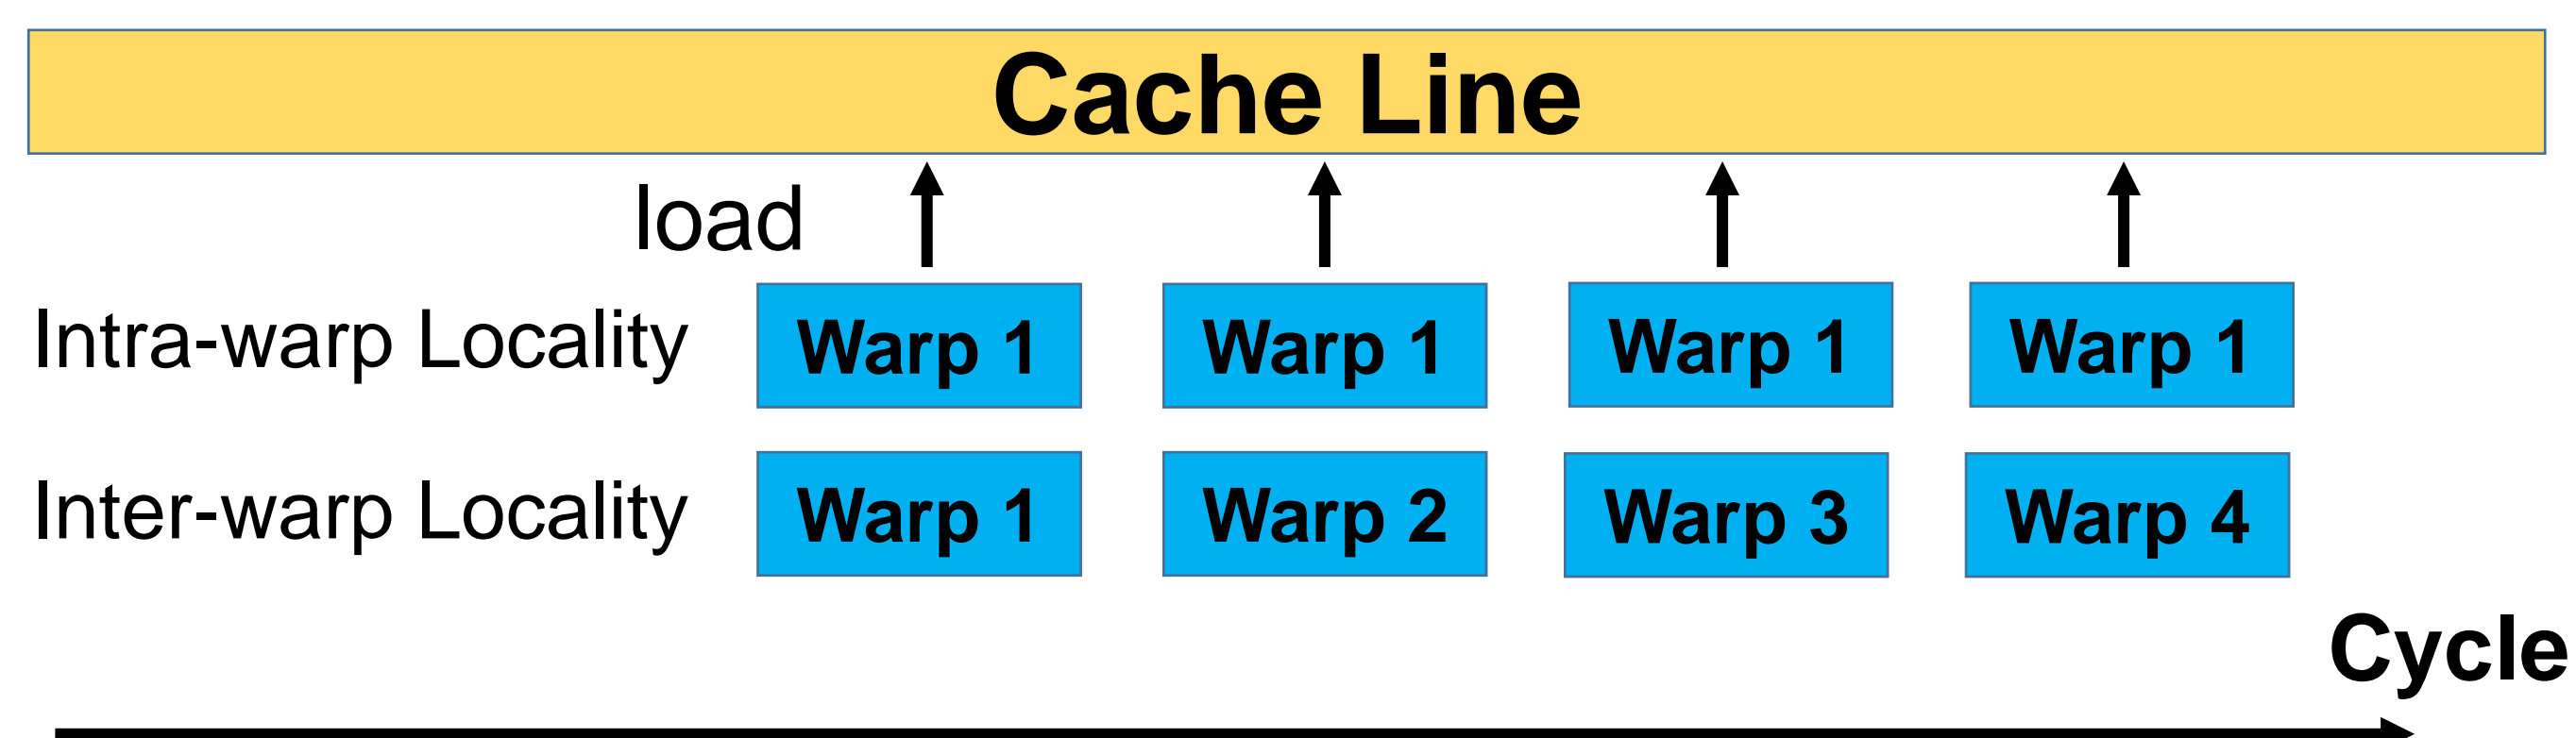 Cache Line
load
Intra-warp Locality Warp 1 Warp 1 Warp 1 Warp 1
Inter-warp Locality Warp 1 Warp 2 Warp 3 Warp 4
Cycle